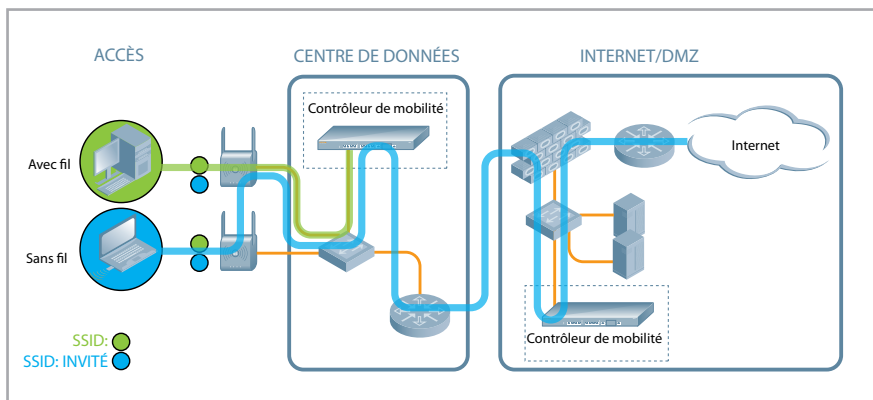 ACCÈS
CENTRE DE DONNÉES
INTERNET/DMZ
Contrôleur de mobilité
Avec fil
Internet
Sans fil
Contrôleur de mobilité
SSID:
SSID: INVITÉ